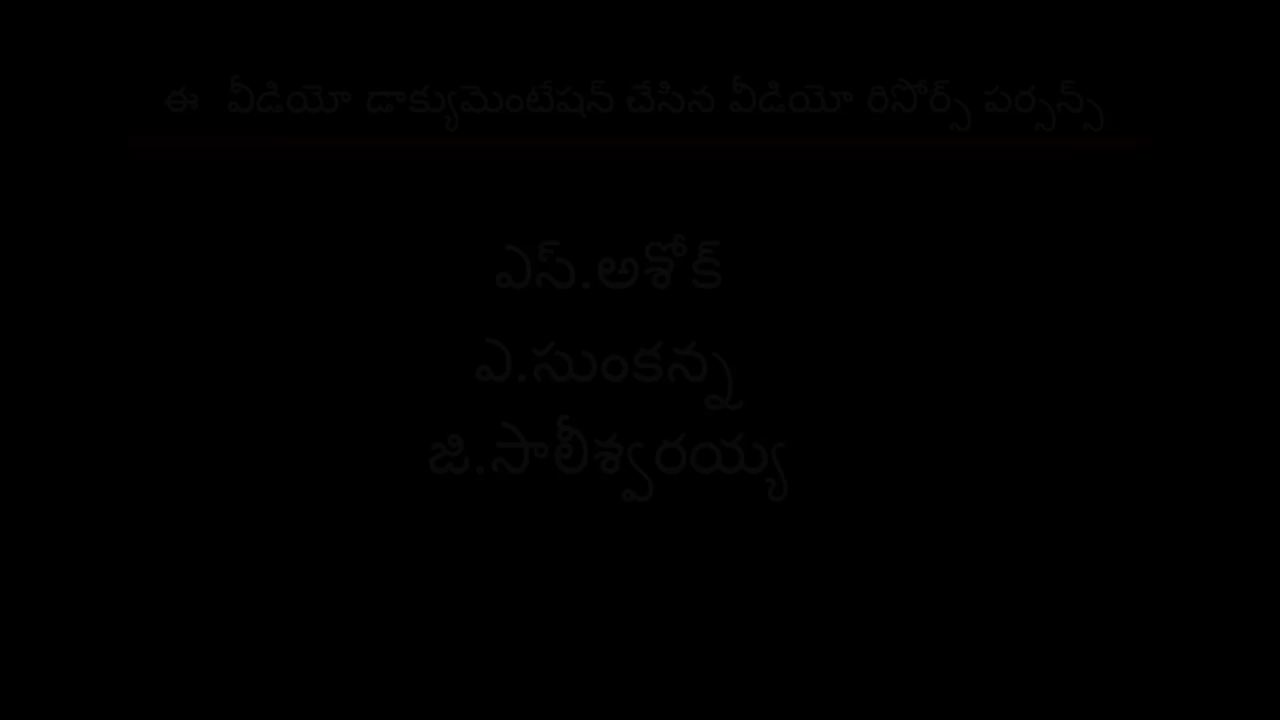 ఈ వీడియో డాక్యుమెంటేషన్ చేసిన వీడియో రిసోర్స్ పర్సన్స్
ఎస్.అశోక్
ఎ.సుంకన్న
జి.సాలీశ్వరయ్య